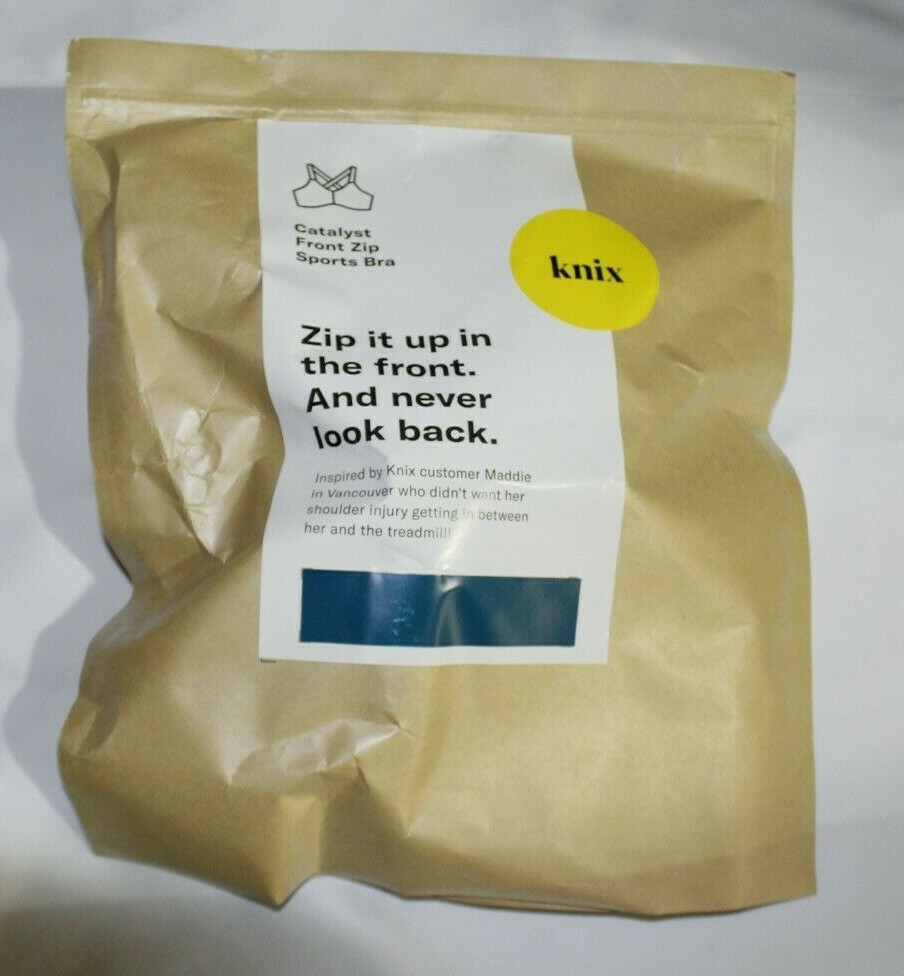 Catalyst
Front Zip
Sports Bra
knix
Zip it up in
the front.
And never
look back.
Inspired by Knix customer Maddie
in Vancouver who didn't want her
shoulder injury getting in between
her and the treadmill!